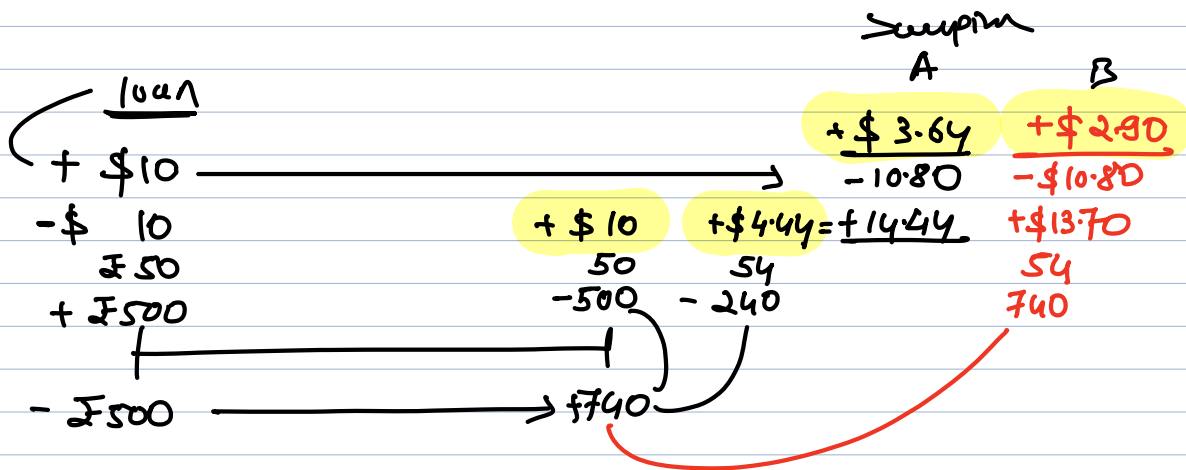 A B
loan
+ $ 3.64 + $ 2.90
+ $10 - 10.80 - $10.80
- $ 10 + $ 10 + $4.44 = + 14.44 + $13.70
₹50 50 54 54
+ ₹500 - 500 - 240 740
- ₹500 + 740